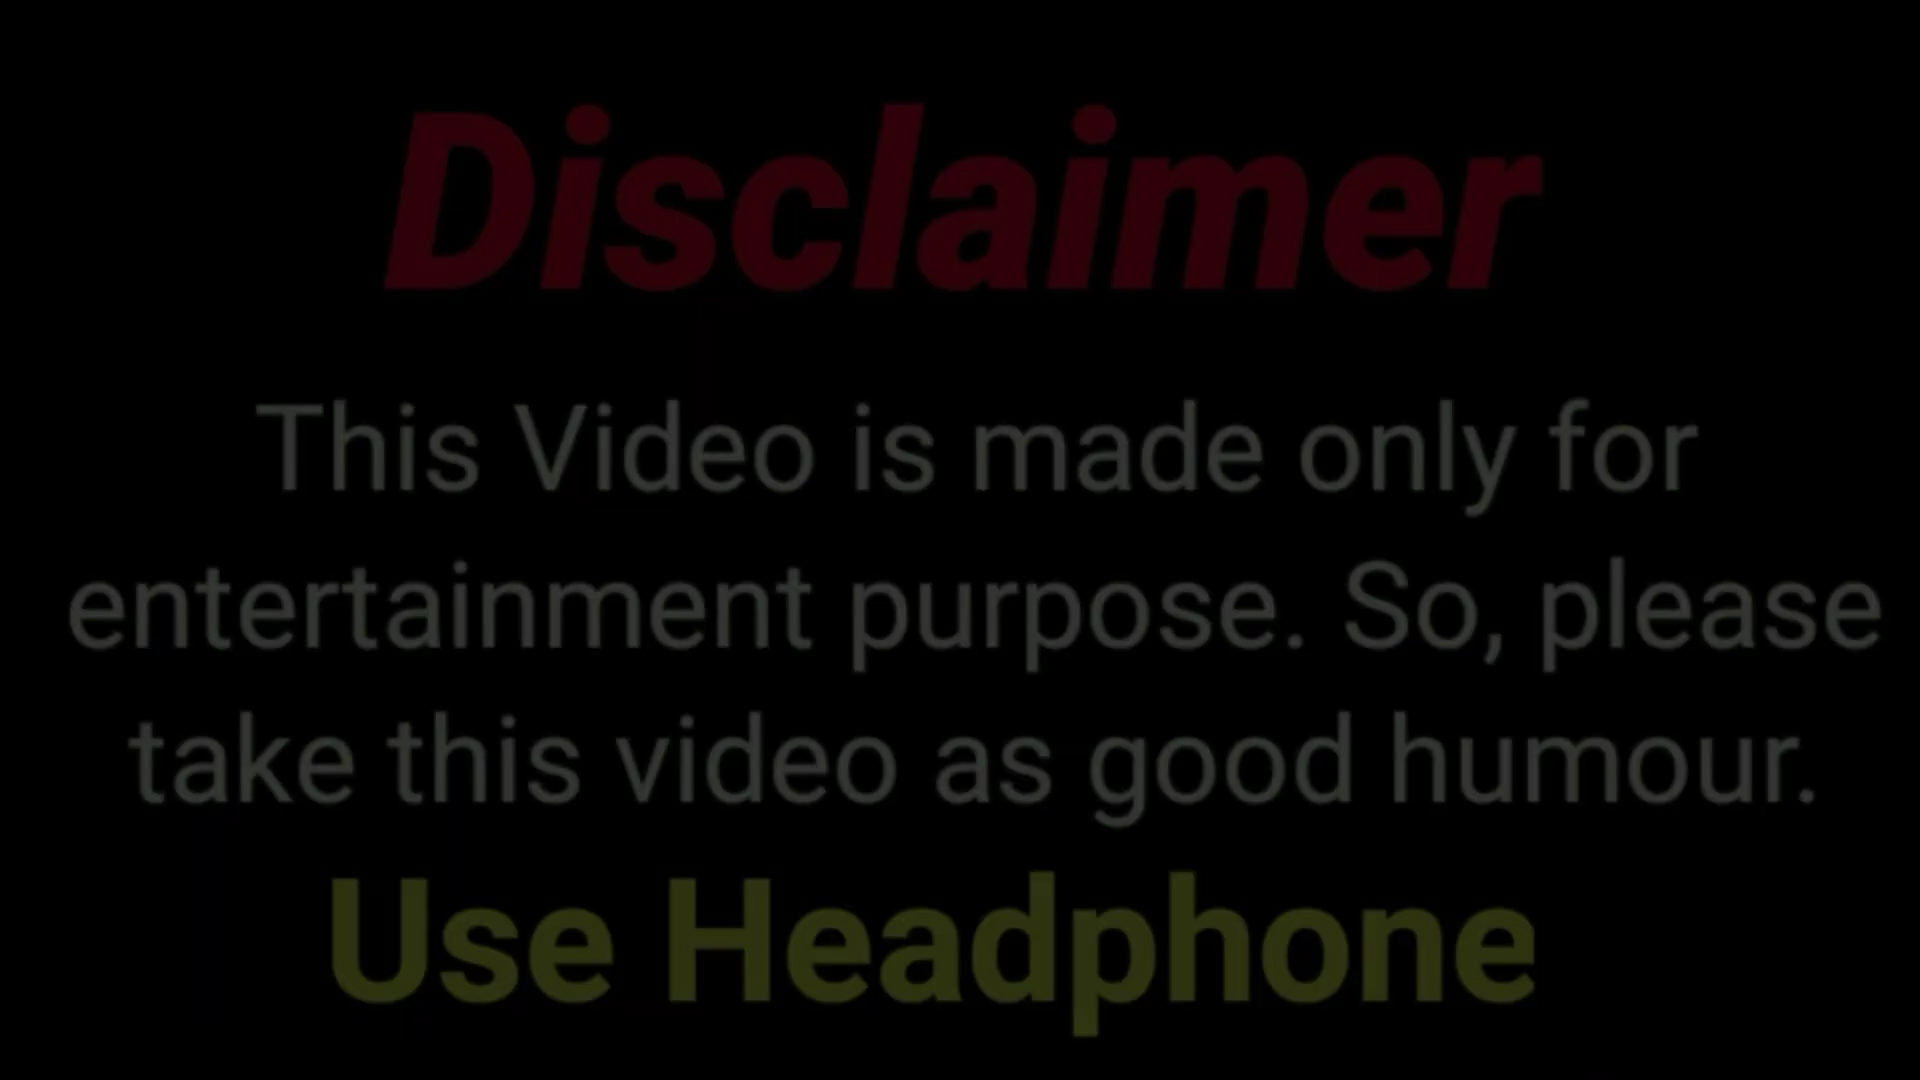 Disclaimer
This Video is made only for
entertainment purpose. So, please
take this video as good humour.
Use Headphone